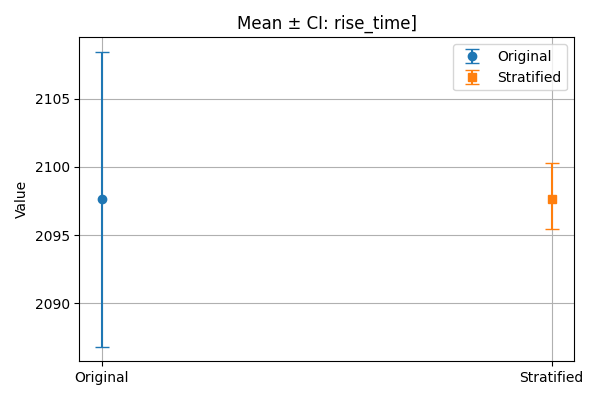 Mean ± CI: rise_time]
Original
Stratified
Value
2105
2100
2095
2090
Original
Stratified